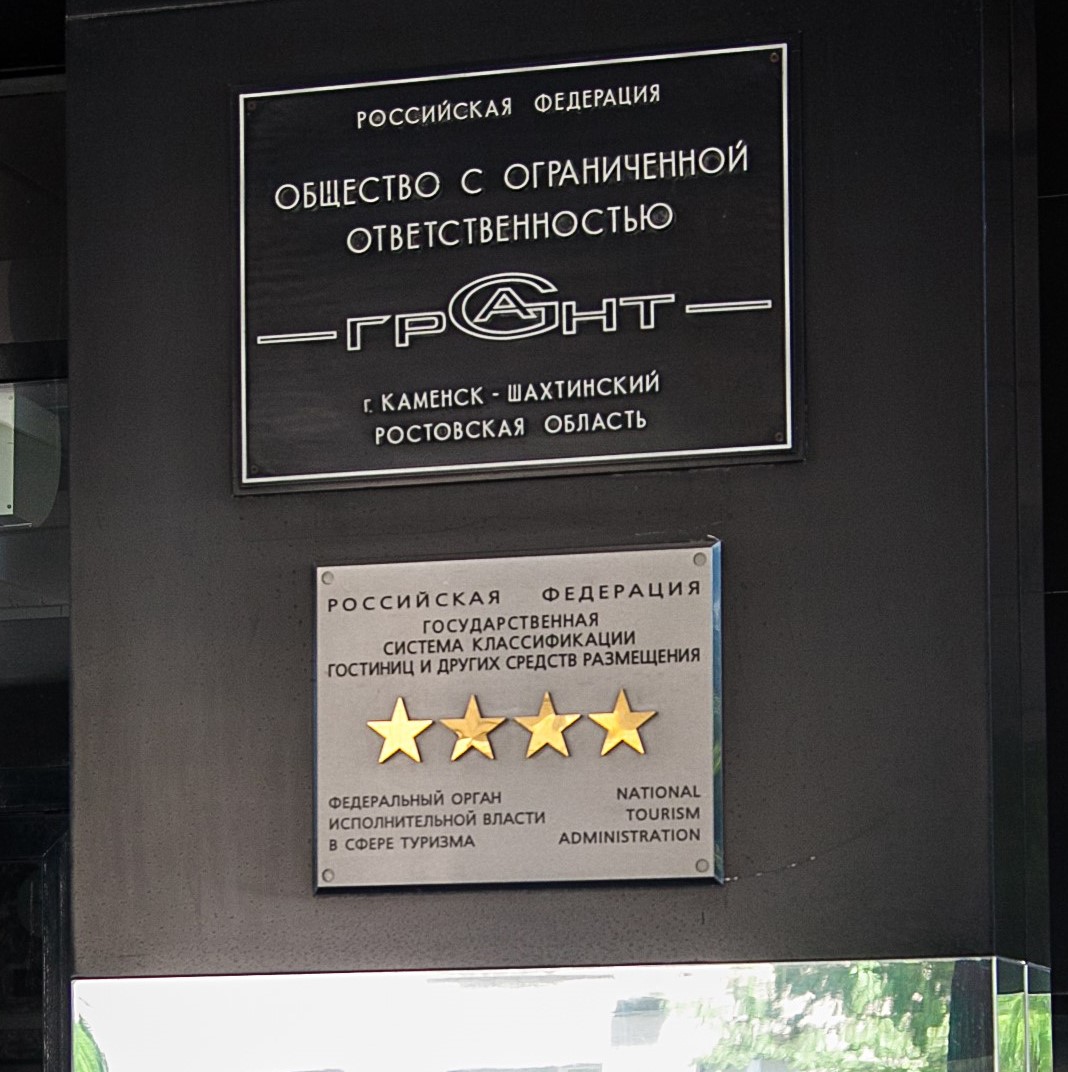 РОССИЙСКАЯ ФЕДЕРАЦИЯ
ОБЩЕСТВО С ОГРАНИЧЕННОЙ
ОТВЕТСТВЕННОСТЬЮ
ГРАНТ
г. КАМЕНСК - ШАХТИНСКИЙ
РОСТОВСКАЯ ОБЛАСТЬ
РОССИЙСКАЯ ФЕДЕРАЦИЯ
ГОСУДАРСТВЕННАЯ
СИСТЕМА КЛАССИФИКАЦИИ
ГОСТИНИЦ И ДРУГИХ СРЕДСТВ РАЗМЕЩЕНИЯ
ФЕДЕРАЛЬНЫЙ ОРГАН
ИСПОЛНИТЕЛЬНОЙ ВЛАСТИ
В СФЕРЕ ТУРИЗМА
NATIONAL
TOURISM
ADMINISTRATION